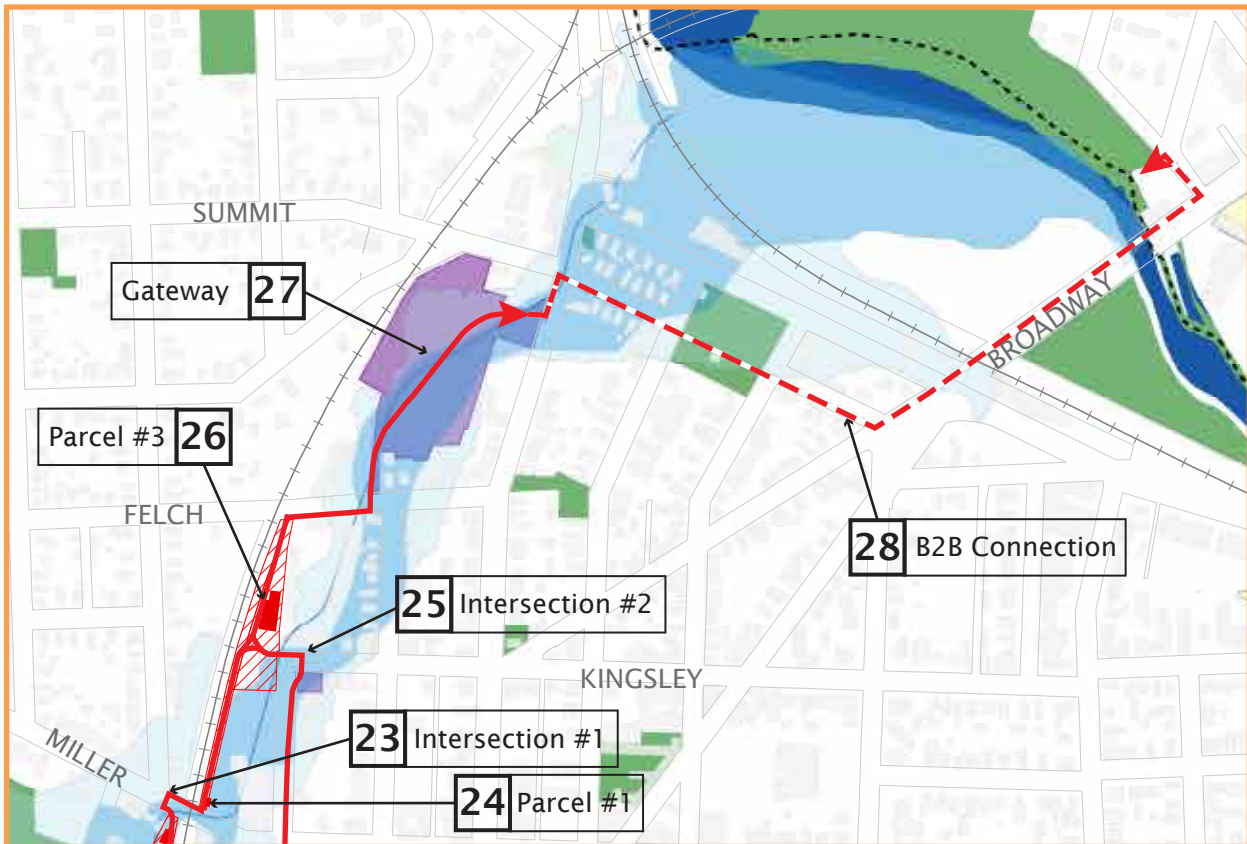 SUMMIT
Gateway 27
BROADWAY
Parcel #3 26
FELCH
28 B2B Connection
25 Intersection #2
KINGSLEY
23 Intersection #1
MILLER
24 Parcel #1